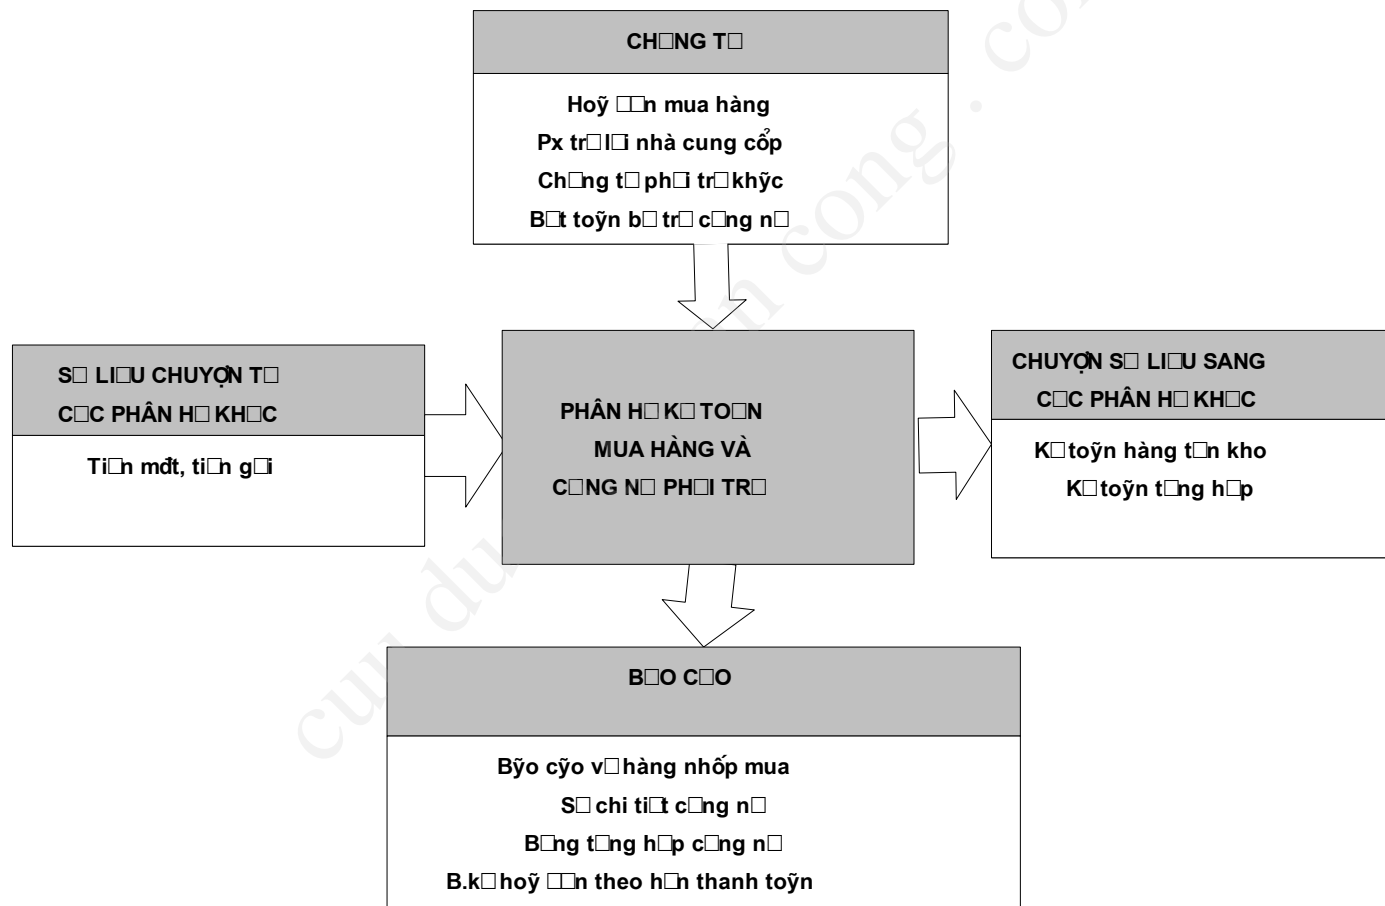 CH□NG T□
Hoỹ □□n mua hàng
Px tr□ l□i nhà cung cổp
Ch□ng t□ ph□i tr□ khỹc
B□t toỹn b□ tr□ c□ng n□
S□ LI□U CHUYỢN T□
C□C PHÂN H□ KH□C
Ti□n mđt, ti□n g□i
PHÂN H□ K□ TO□N
MUA HÀNG VÀ
C□NG N□ PH□I TR□
CHUYỢN S□ LI□U SANG
C□C PHÂN H□ KH□C
K□ toỹn hàng t□n kho
K□ toỹn t□ng h□p
B□O C□O
Bỹo cỹo v□ hàng nhốp mua
S□ chi ti□t c□ng n□
B□ng t□ng h□p c□ng n□
B.k□ hoỹ □□n theo h□n thanh toỹn